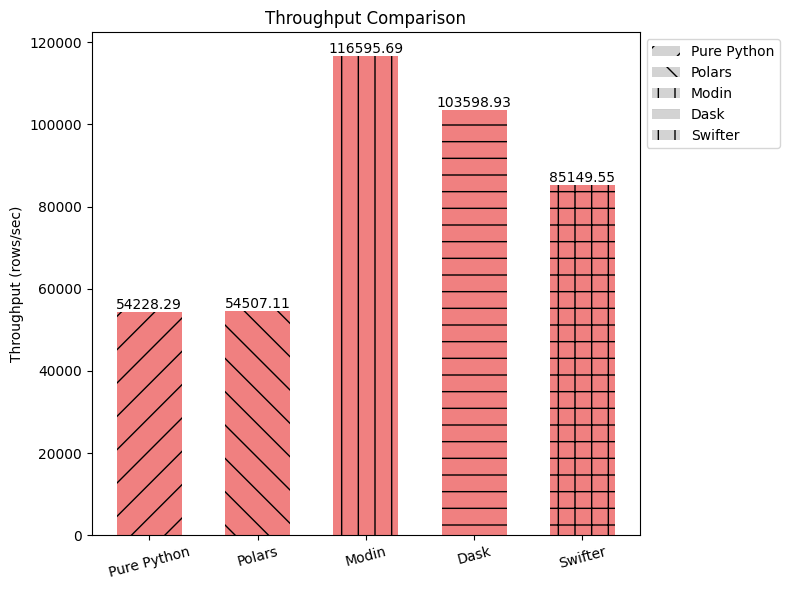 Throughput Comparison
Throughput (rows/sec)
120000
100000
80000
60000
40000
20000
0
54228.29
54507.11
116595.69
103598.93
85149.55
Pure Python
Polars
Modin
Dask
Swifter
Pure Python
Polars
Modin
Dask
Swifter